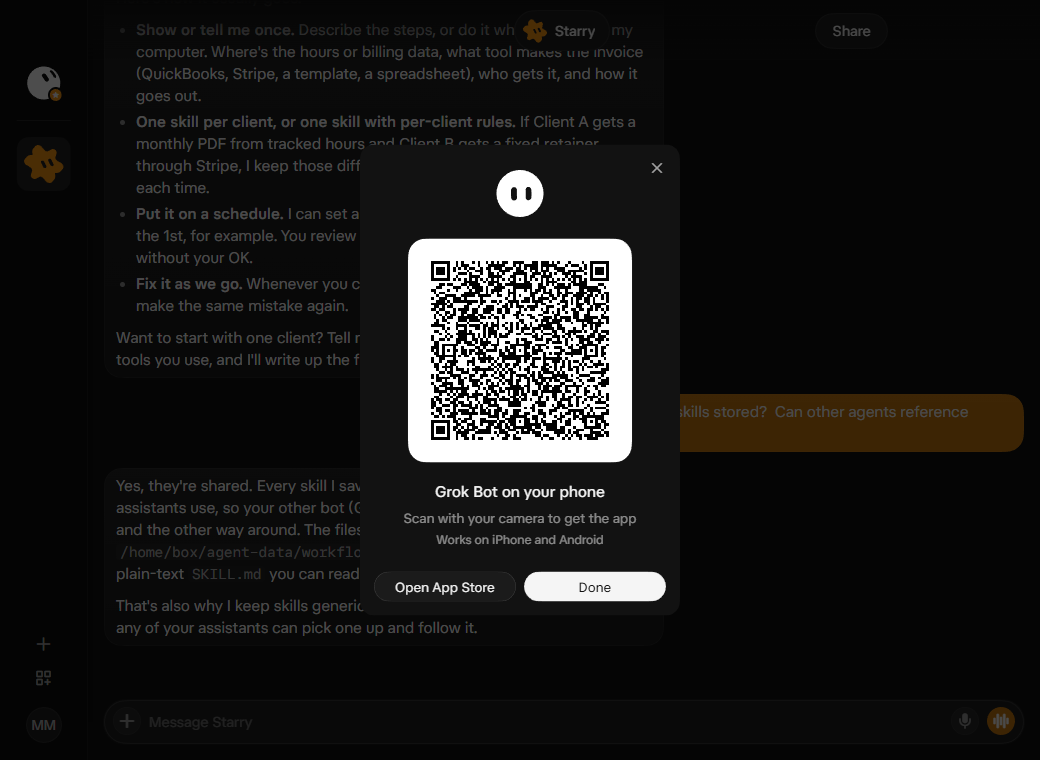 Show or tell me once. Describe the steps, or do it wh my
Starry
Share
computer. Where's the hours or billing data, what tool makes the invoice
(QuickBooks, Stripe, a template, a spreadsheet), who gets it, and how it
goes out.
One skill per client, or one skill with per-client rules. If Client A gets a
monthly PDF from tracked hours and Client B gets a fixed retainer
through Stripe, I keep those diff
each time.
Put it on a schedule. I can set a
the 1st, for example. You review
without your OK.
Fix it as we go. Whenever you c
make the same mistake again.
Want to start with one client? Tell
tools you use, and I'll write up the f
skills stored? Can other agents reference
Yes, they're shared. Every skill I sav
assistants use, so your other bot (
and the other way around. The files
/home/box/agent-data/workflo
plain-text SKILL.md you can read
That's also why I keep skills generic
any of your assistants can pick one up and follow it.
Grok Bot on your phone
Scan with your camera to get the app
Works on iPhone and Android
Open App Store
Done
MM
Message Starry